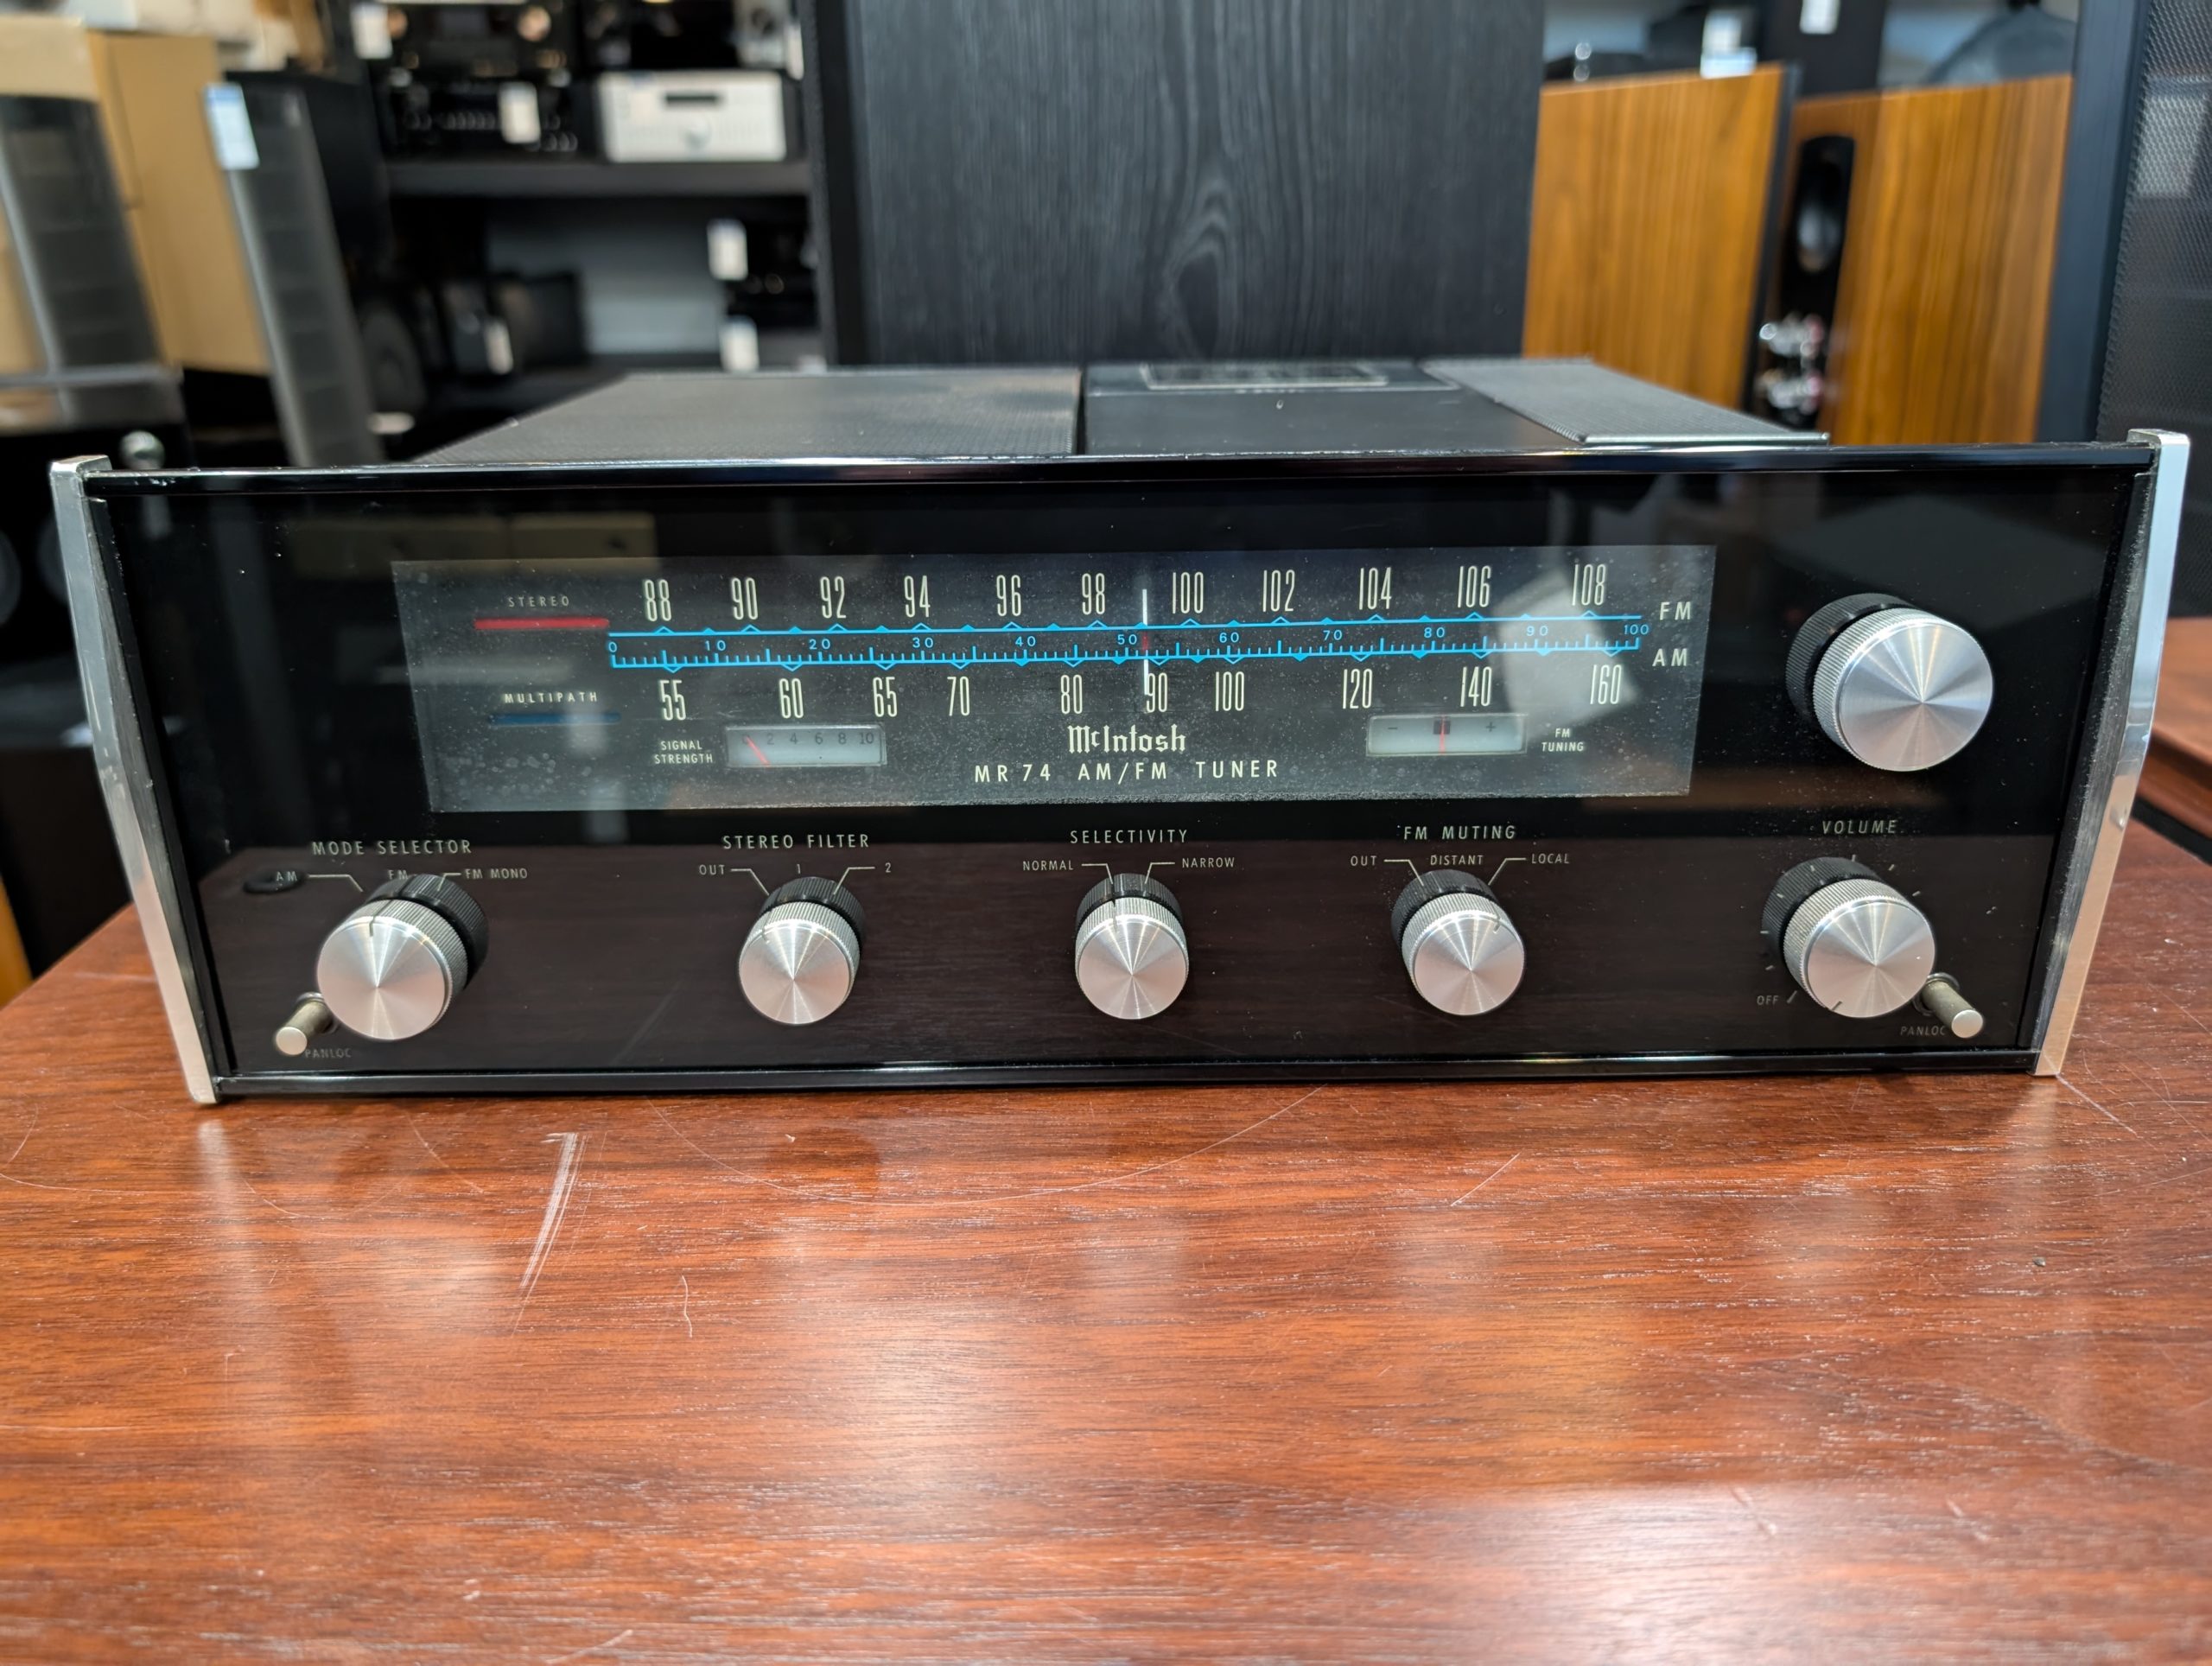 STEREO
88 90 92 94 96 98 100 102 104 106 108 FM
0 10 20 30 40 50 60 70 80 90 100
AM
MULTIPATH
55 60 65 70 80 90 100 120 140 160
SIGNAL STRENGTH
2 4 6 8 10
McIntosh
MR 74 AM/FM TUNER
- +
FM TUNING
MODE SELECTOR
AM FM FM MONO
STEREO FILTER
OUT 1 2
SELECTIVITY
NORMAL NARROW
FM MUTING
OUT DISTANT LOCAL
VOLUME
OFF
PANLOC
PANLOC